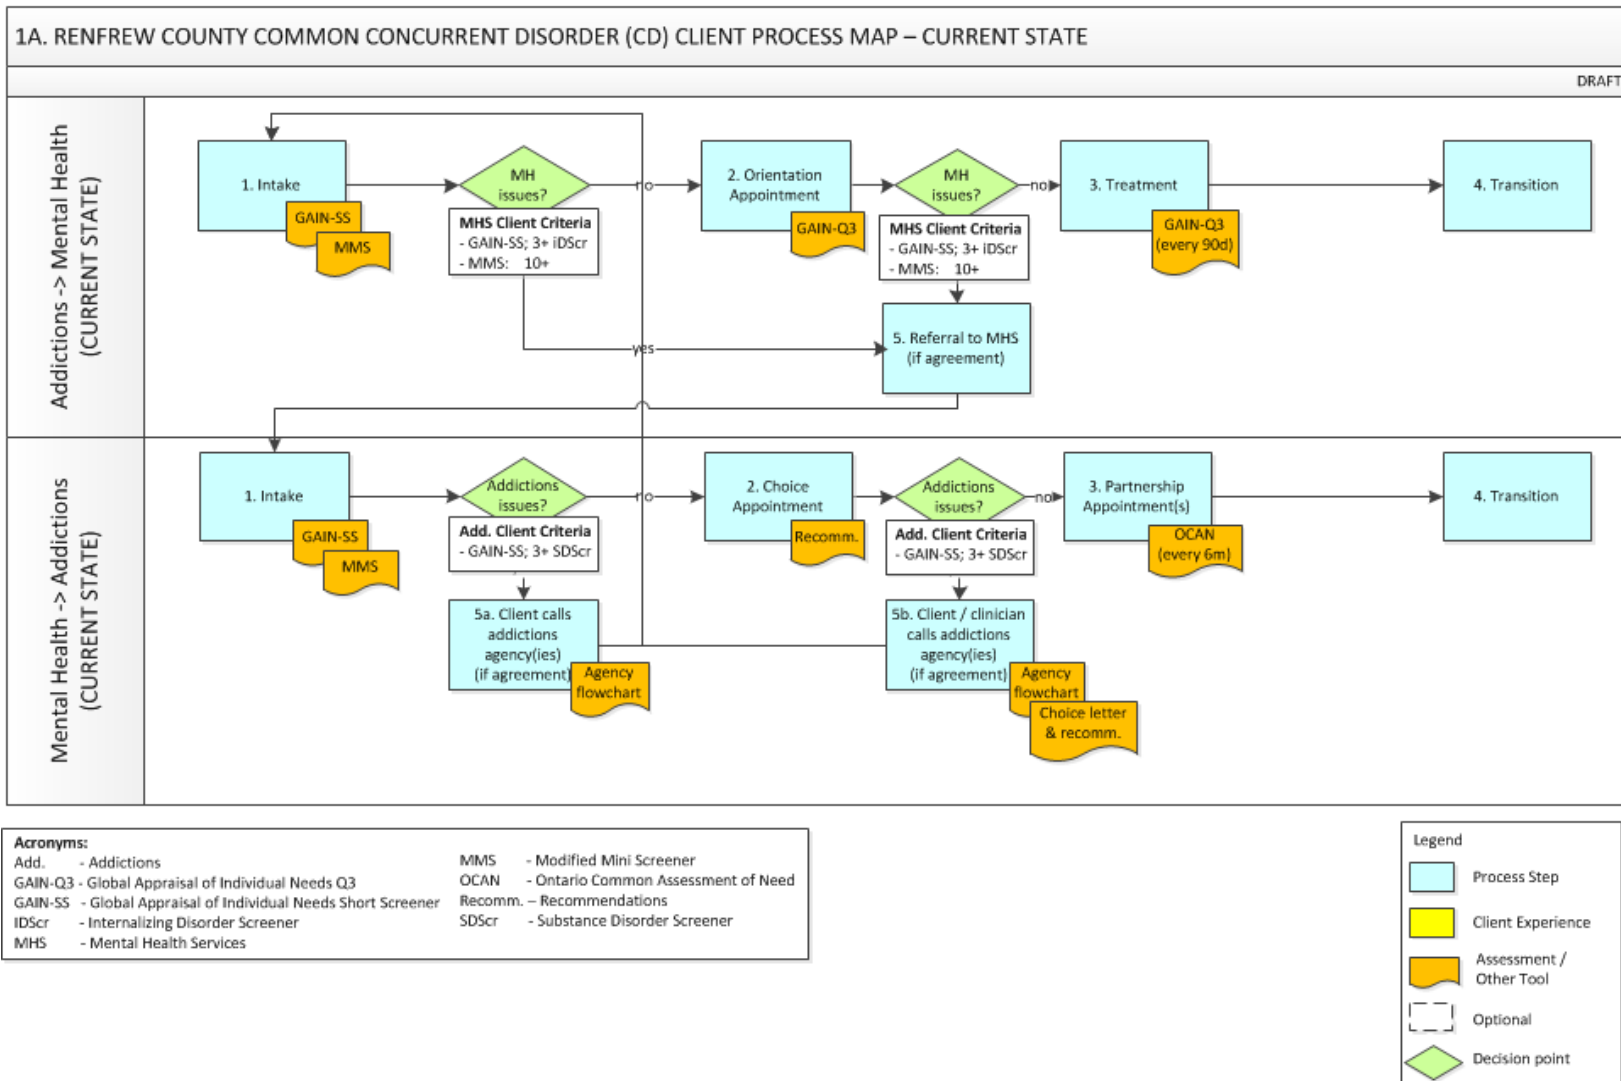 1A. RENFREW COUNTY COMMON CONCURRENT DISORDER (CD) CLIENT PROCESS MAP – CURRENT STATE
DRAFT
Addictions -> Mental Health
(CURRENT STATE)
1. Intake
GAIN-SS
MMS
MH
issues?
MHS Client Criteria
- GAIN-SS; 3+ iDScr
- MMS: 10+
no
yes
2. Orientation
Appointment
GAIN-Q3
MH
issues?
MHS Client Criteria
- GAIN-SS; 3+ iDScr
- MMS: 10+
no
3. Treatment
GAIN-Q3
(every 90d)
4. Transition
5. Referral to MHS
(if agreement)
Mental Health -> Addictions
(CURRENT STATE)
1. Intake
GAIN-SS
MMS
Addictions
issues?
Add. Client Criteria
- GAIN-SS; 3+ SDScr
no
2. Choice
Appointment
Recomm.
Addictions
issues?
Add. Client Criteria
- GAIN-SS; 3+ SDScr
no
3. Partnership
Appointment(s)
OCAN
(every 6m)
4. Transition
5a. Client calls
addictions
agency(ies)
(if agreement)
Agency
flowchart
5b. Client / clinician
calls addictions
agency(ies)
(if agreement)
Agency
flowchart
Choice letter
& recomm.
Acronyms:
Add. - Addictions
GAIN-Q3 - Global Appraisal of Individual Needs Q3
GAIN-SS - Global Appraisal of Individual Needs Short Screener
IDScr - Internalizing Disorder Screener
MHS - Mental Health Services
MMS - Modified Mini Screener
OCAN - Ontario Common Assessment of Need
Recomm. – Recommendations
SDScr - Substance Disorder Screener
Legend
Process Step
Client Experience
Assessment /
Other Tool
Optional
Decision point